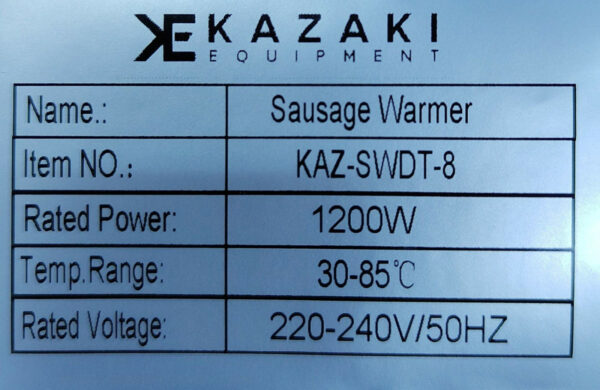 KE KAZAKI
EQUIPMENT
Name.: Sausage Warmer
Item NO.: KAZ-SWDT-8
Rated Power: 1200W
Temp.Range: 30-85℃
Rated Voltage: 220-240V/50HZ